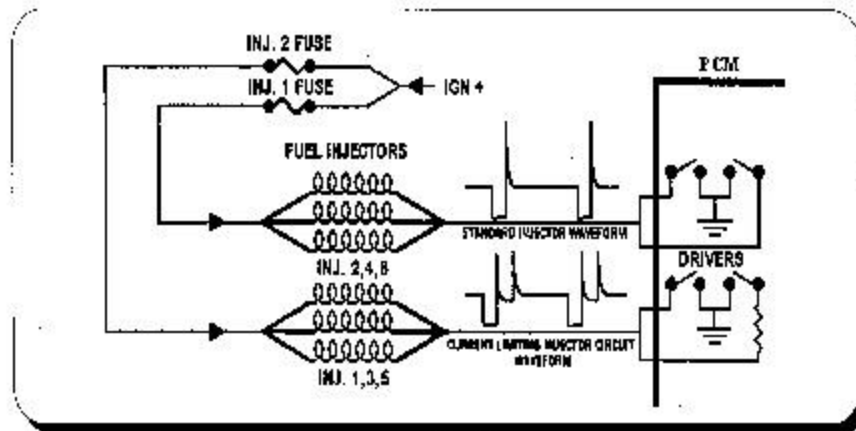 INJ. 2 FUSE
PCM
INJ. 1 FUSE
IGN 4
FUEL INJECTORS
STANDARD INJECTOR WAVEFORM
INJ. 2,4,6
DRIVERS
CURRENT LIMITING INJECTOR CIRCUIT
WAVEFORM
INJ. 1,3,5